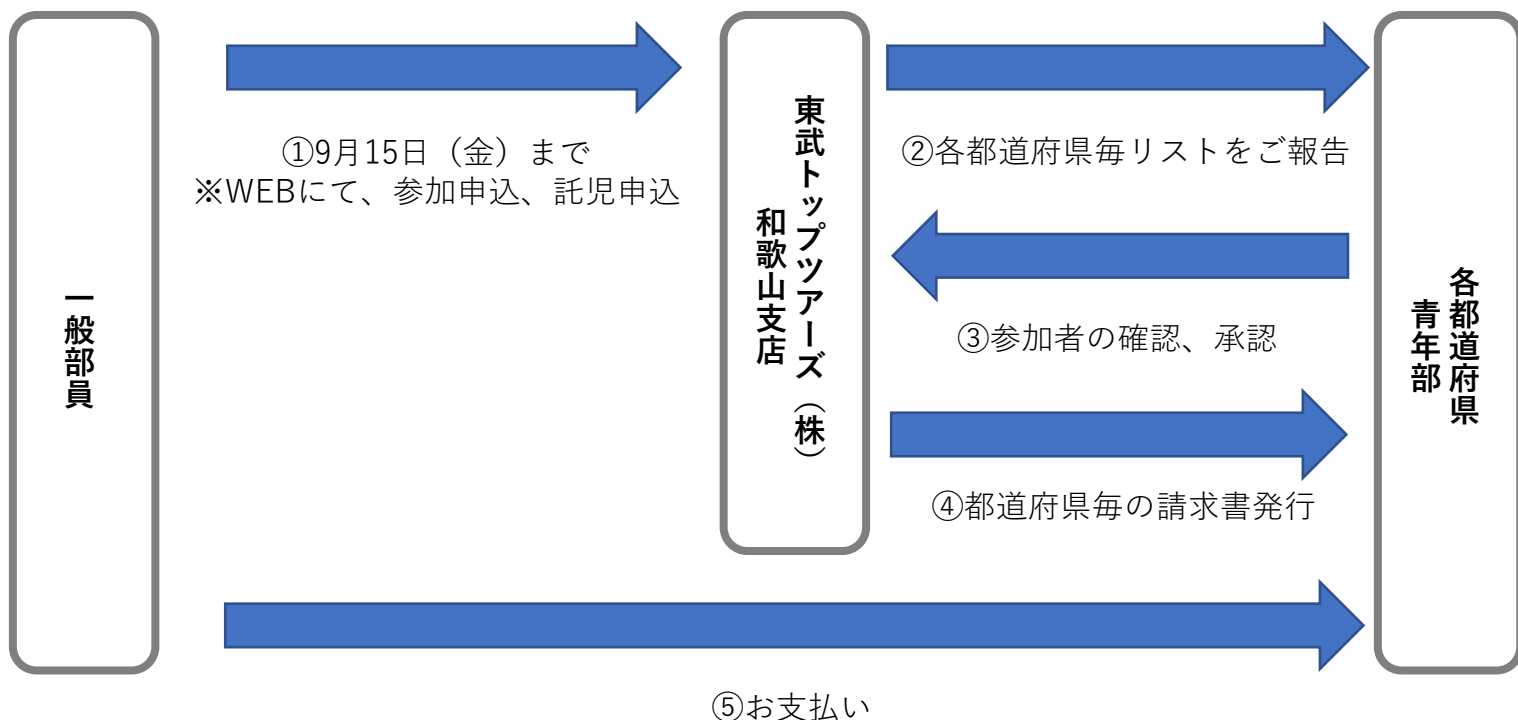 一般部員
①9月15日（金）まで
※WEBにて、参加申込、託児申込
東武トップツアーズ（株）
和歌山支店
②各都道府県毎リストをご報告
③参加者の確認、承認
④都道府県毎の請求書発行
各都道府県
青年部
⑤お支払い